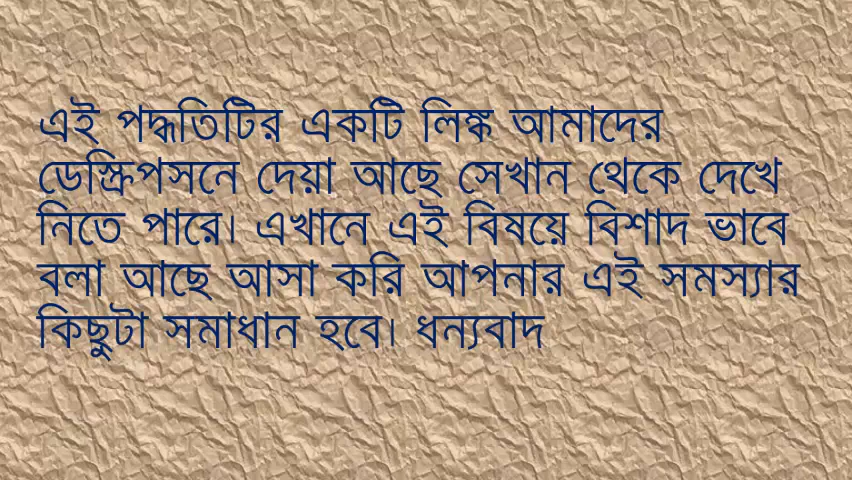 এই পদ্ধতিটির একটি লিঙ্ক আমাদের
ডেস্ক্রিপসনে দেয়া আছে সেখান থেকে দেখে
নিতে পারে। এখানে এই বিষয়ে বিশাদ ভাবে
বলা আছে আসা করি আপনার এই সমস্যার
কিছুটা সমাধান হবে। ধন্যবাদ